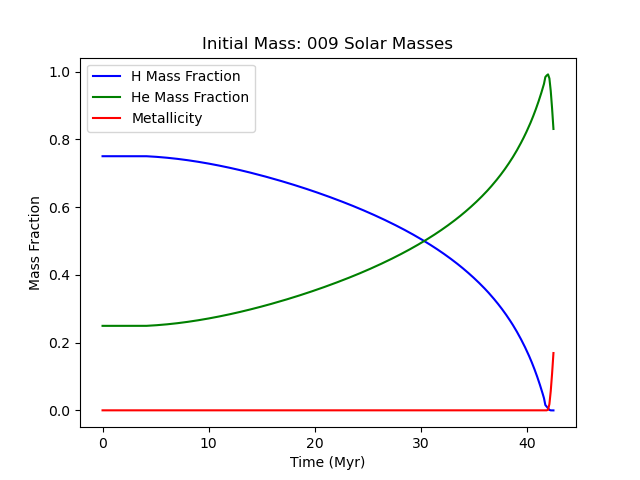 Initial Mass: 009 Solar Masses
H Mass Fraction
He Mass Fraction
Metallicity
1.0
0.8
0.6
0.4
0.2
0.0
Mass Fraction
0
10
20
30
40
Time (Myr)